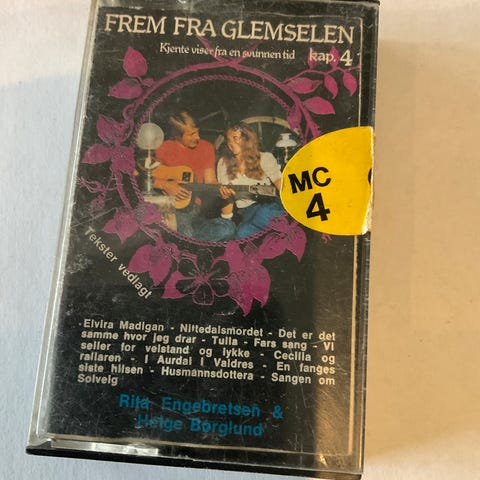 FREM FRA GLEMSELEN
Kjente viser fra en svunnen tid kap. 4
MC
4
Tekster vedlagt
Elvira Madigan - Nittedalsmordet - Det er det
samme hvor jeg drar - Tulla - Fars sang - Vi
seiler for velstand og lykke - Cecilia og
rallaren - I Aurdal i Valdres - En fanges
siste hilsen - Husmannsdottera - Sangen om
Solveig
Rita Engebretsen &
Helge Borglund